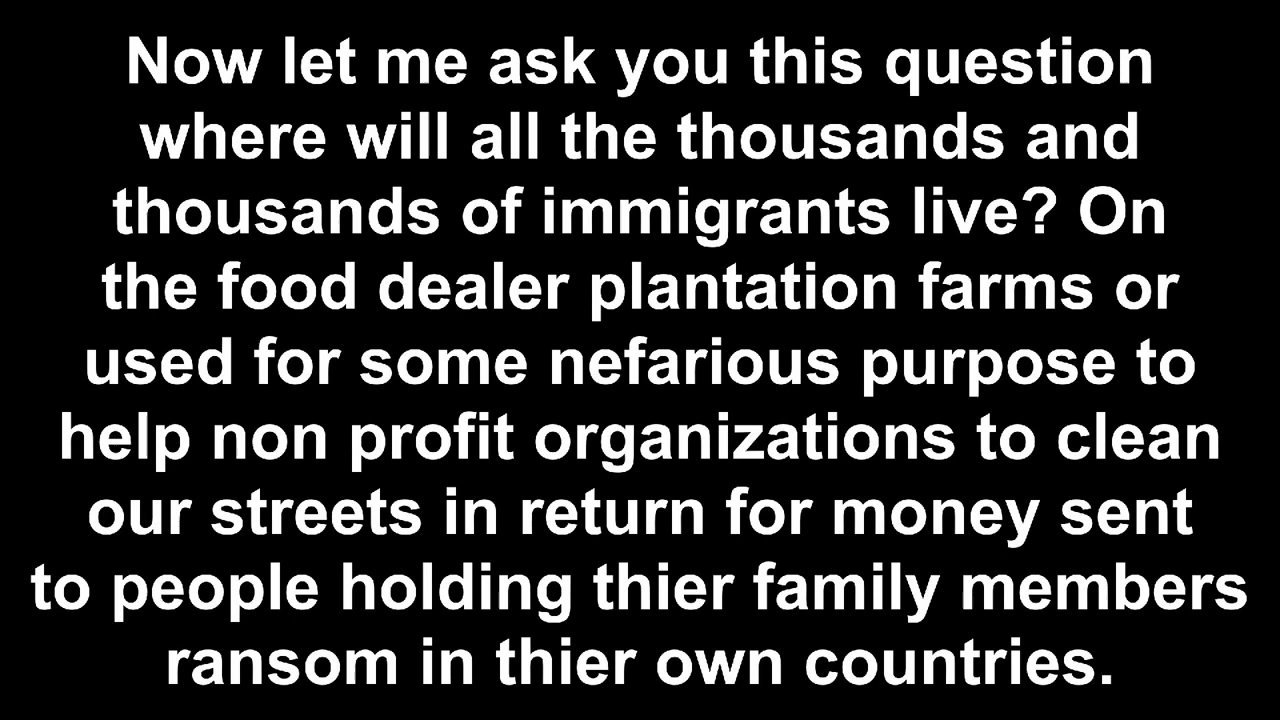 Now let me ask you this question
where will all the thousands and
thousands of immigrants live? On
the food dealer plantation farms or
used for some nefarious purpose to
help non profit organizations to clean
our streets in return for money sent
to people holding thier family members
ransom in thier own countries.